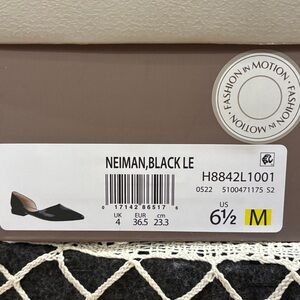 FASHION IN MOTION · FASHION IN MOTION ·
NEIMAN,BLACK LE
H8842L1001
0522 5100471175 S2
0 17142 86517 6
UK EUR cm
4 36.5 23.3
US
6½ M